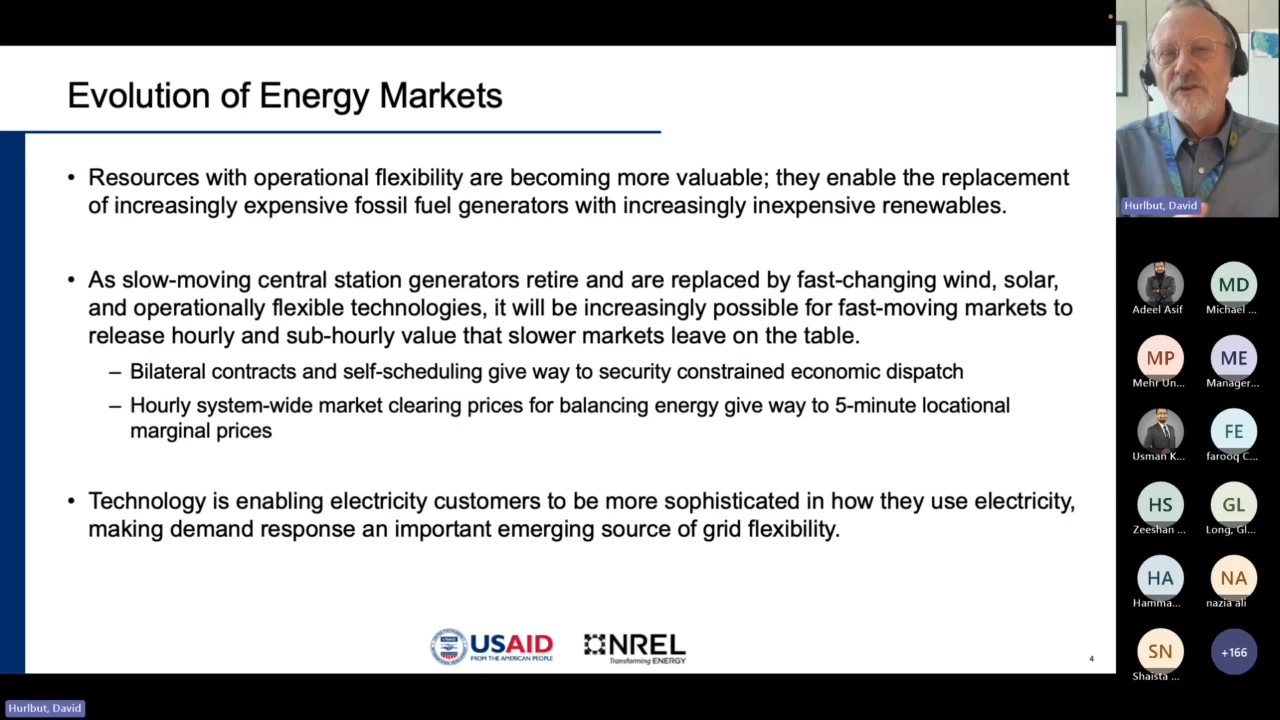 Evolution of Energy Markets
• Resources with operational flexibility are becoming more valuable; they enable the replacement
of increasingly expensive fossil fuel generators with increasingly inexpensive renewables.
• As slow-moving central station generators retire and are replaced by fast-changing wind, solar,
and operationally flexible technologies, it will be increasingly possible for fast-moving markets to
release hourly and sub-hourly value that slower markets leave on the table.
– Bilateral contracts and self-scheduling give way to security constrained economic dispatch
– Hourly system-wide market clearing prices for balancing energy give way to 5-minute locational
marginal prices
• Technology is enabling electricity customers to be more sophisticated in how they use electricity,
making demand response an important emerging source of grid flexibility.
USAID
FROM THE AMERICAN PEOPLE
NREL
Transforming ENERGY
4
Hurlbut, David
Adeel Asif
MD
Michael ...
MP
Mehr Un...
ME
Manager...
Usman K...
FE
farooq C...
HS
Zeeshan ...
GL
Long, Gl...
HA
Hamma...
NA
nazia ali
SN
Shaista ...
+166
Hurlbut, David